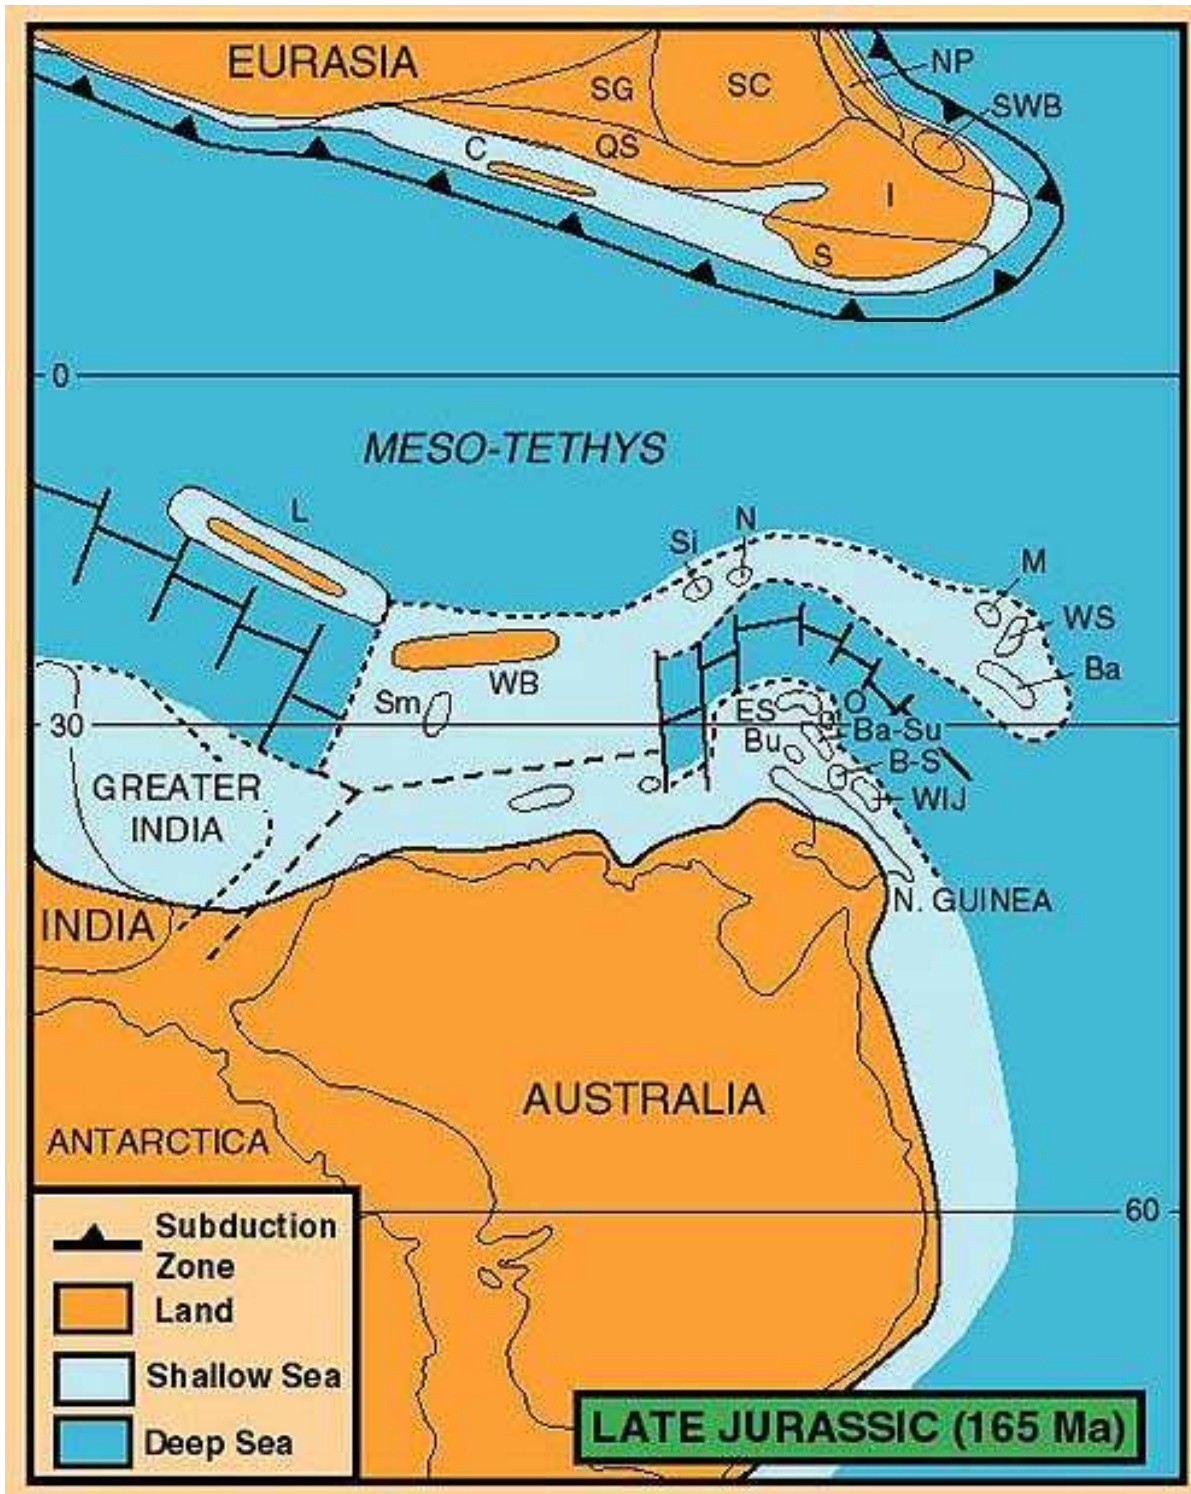 EURASIA
SG
SC
NP
SWB
C
QS
I
S
0
MESO-TETHYS
L
Si
N
M
WS
Ba
WB
Sm
ES
O
30
Ba-Su
Bu
B-S
WIJ
GREATER
INDIA
N. GUINEA
INDIA
AUSTRALIA
ANTARCTICA
60
Subduction
Zone
Land
Shallow Sea
Deep Sea
LATE JURASSIC (165 Ma)